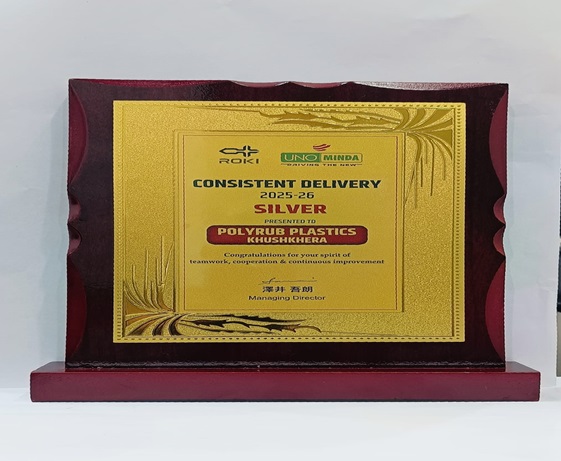 ROKI
UNO MINDA
DRIVING THE NEW
CONSISTENT DELIVERY
2025-26
SILVER
PRESENTED TO
POLYRUB PLASTICS
KHUSHKHERA
Congratulations for your spirit of
teamwork, cooperation & continuous improvement
澤井 吾朗
Managing Director